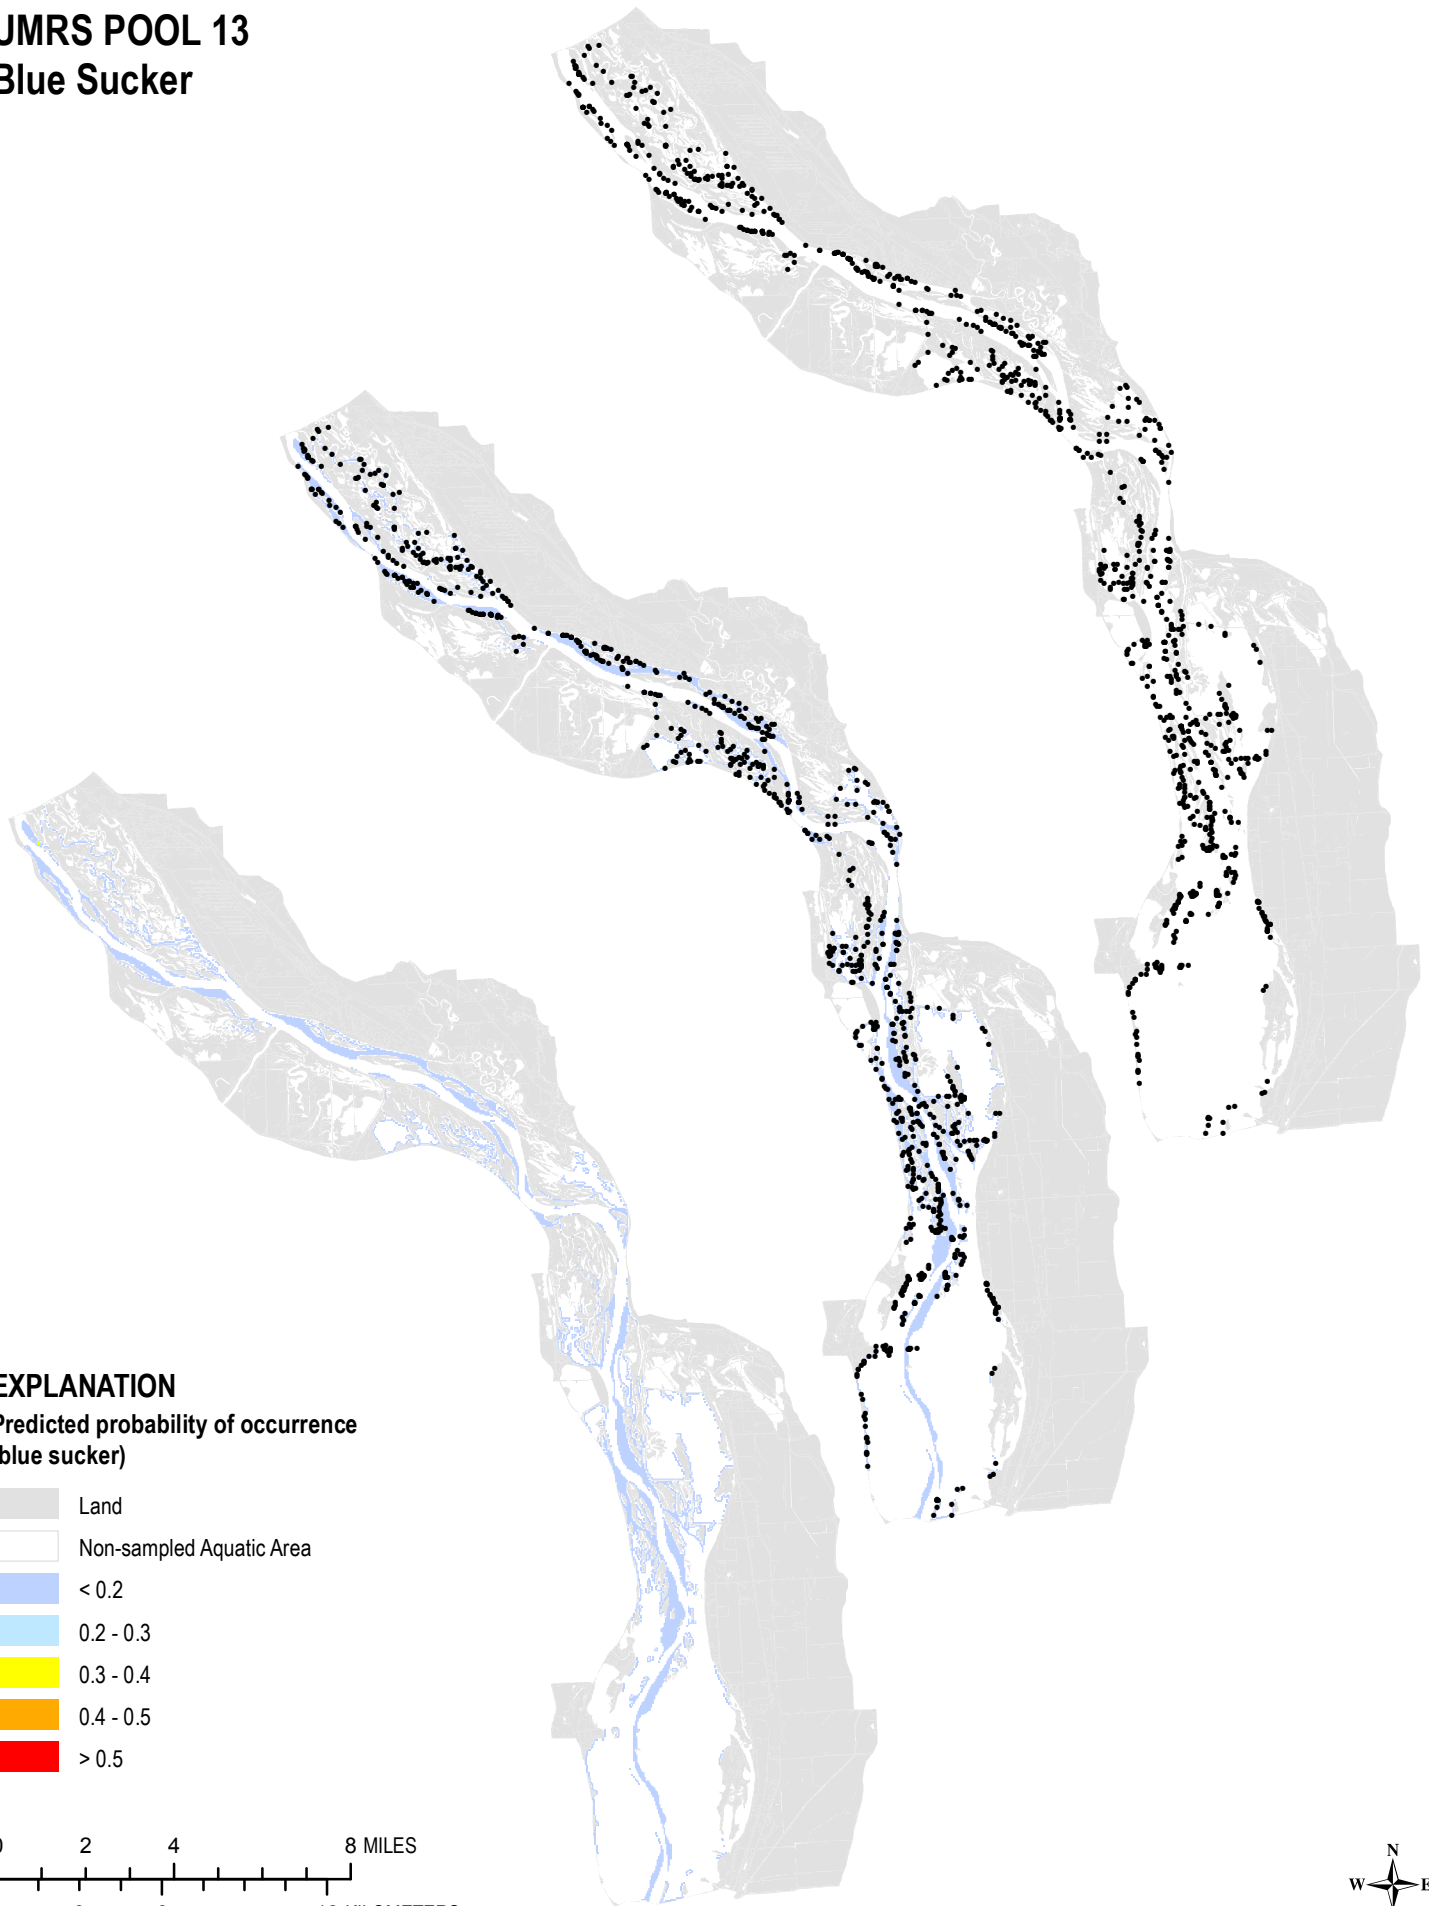 UMRS POOL 13
Blue Sucker
EXPLANATION
Predicted probability of occurrence
(blue sucker)
Land
Non-sampled Aquatic Area
< 0.2
0.2 - 0.3
0.3 - 0.4
0.4 - 0.5
> 0.5
0 2 4 8 MILES
KILOMETERS
N
W E